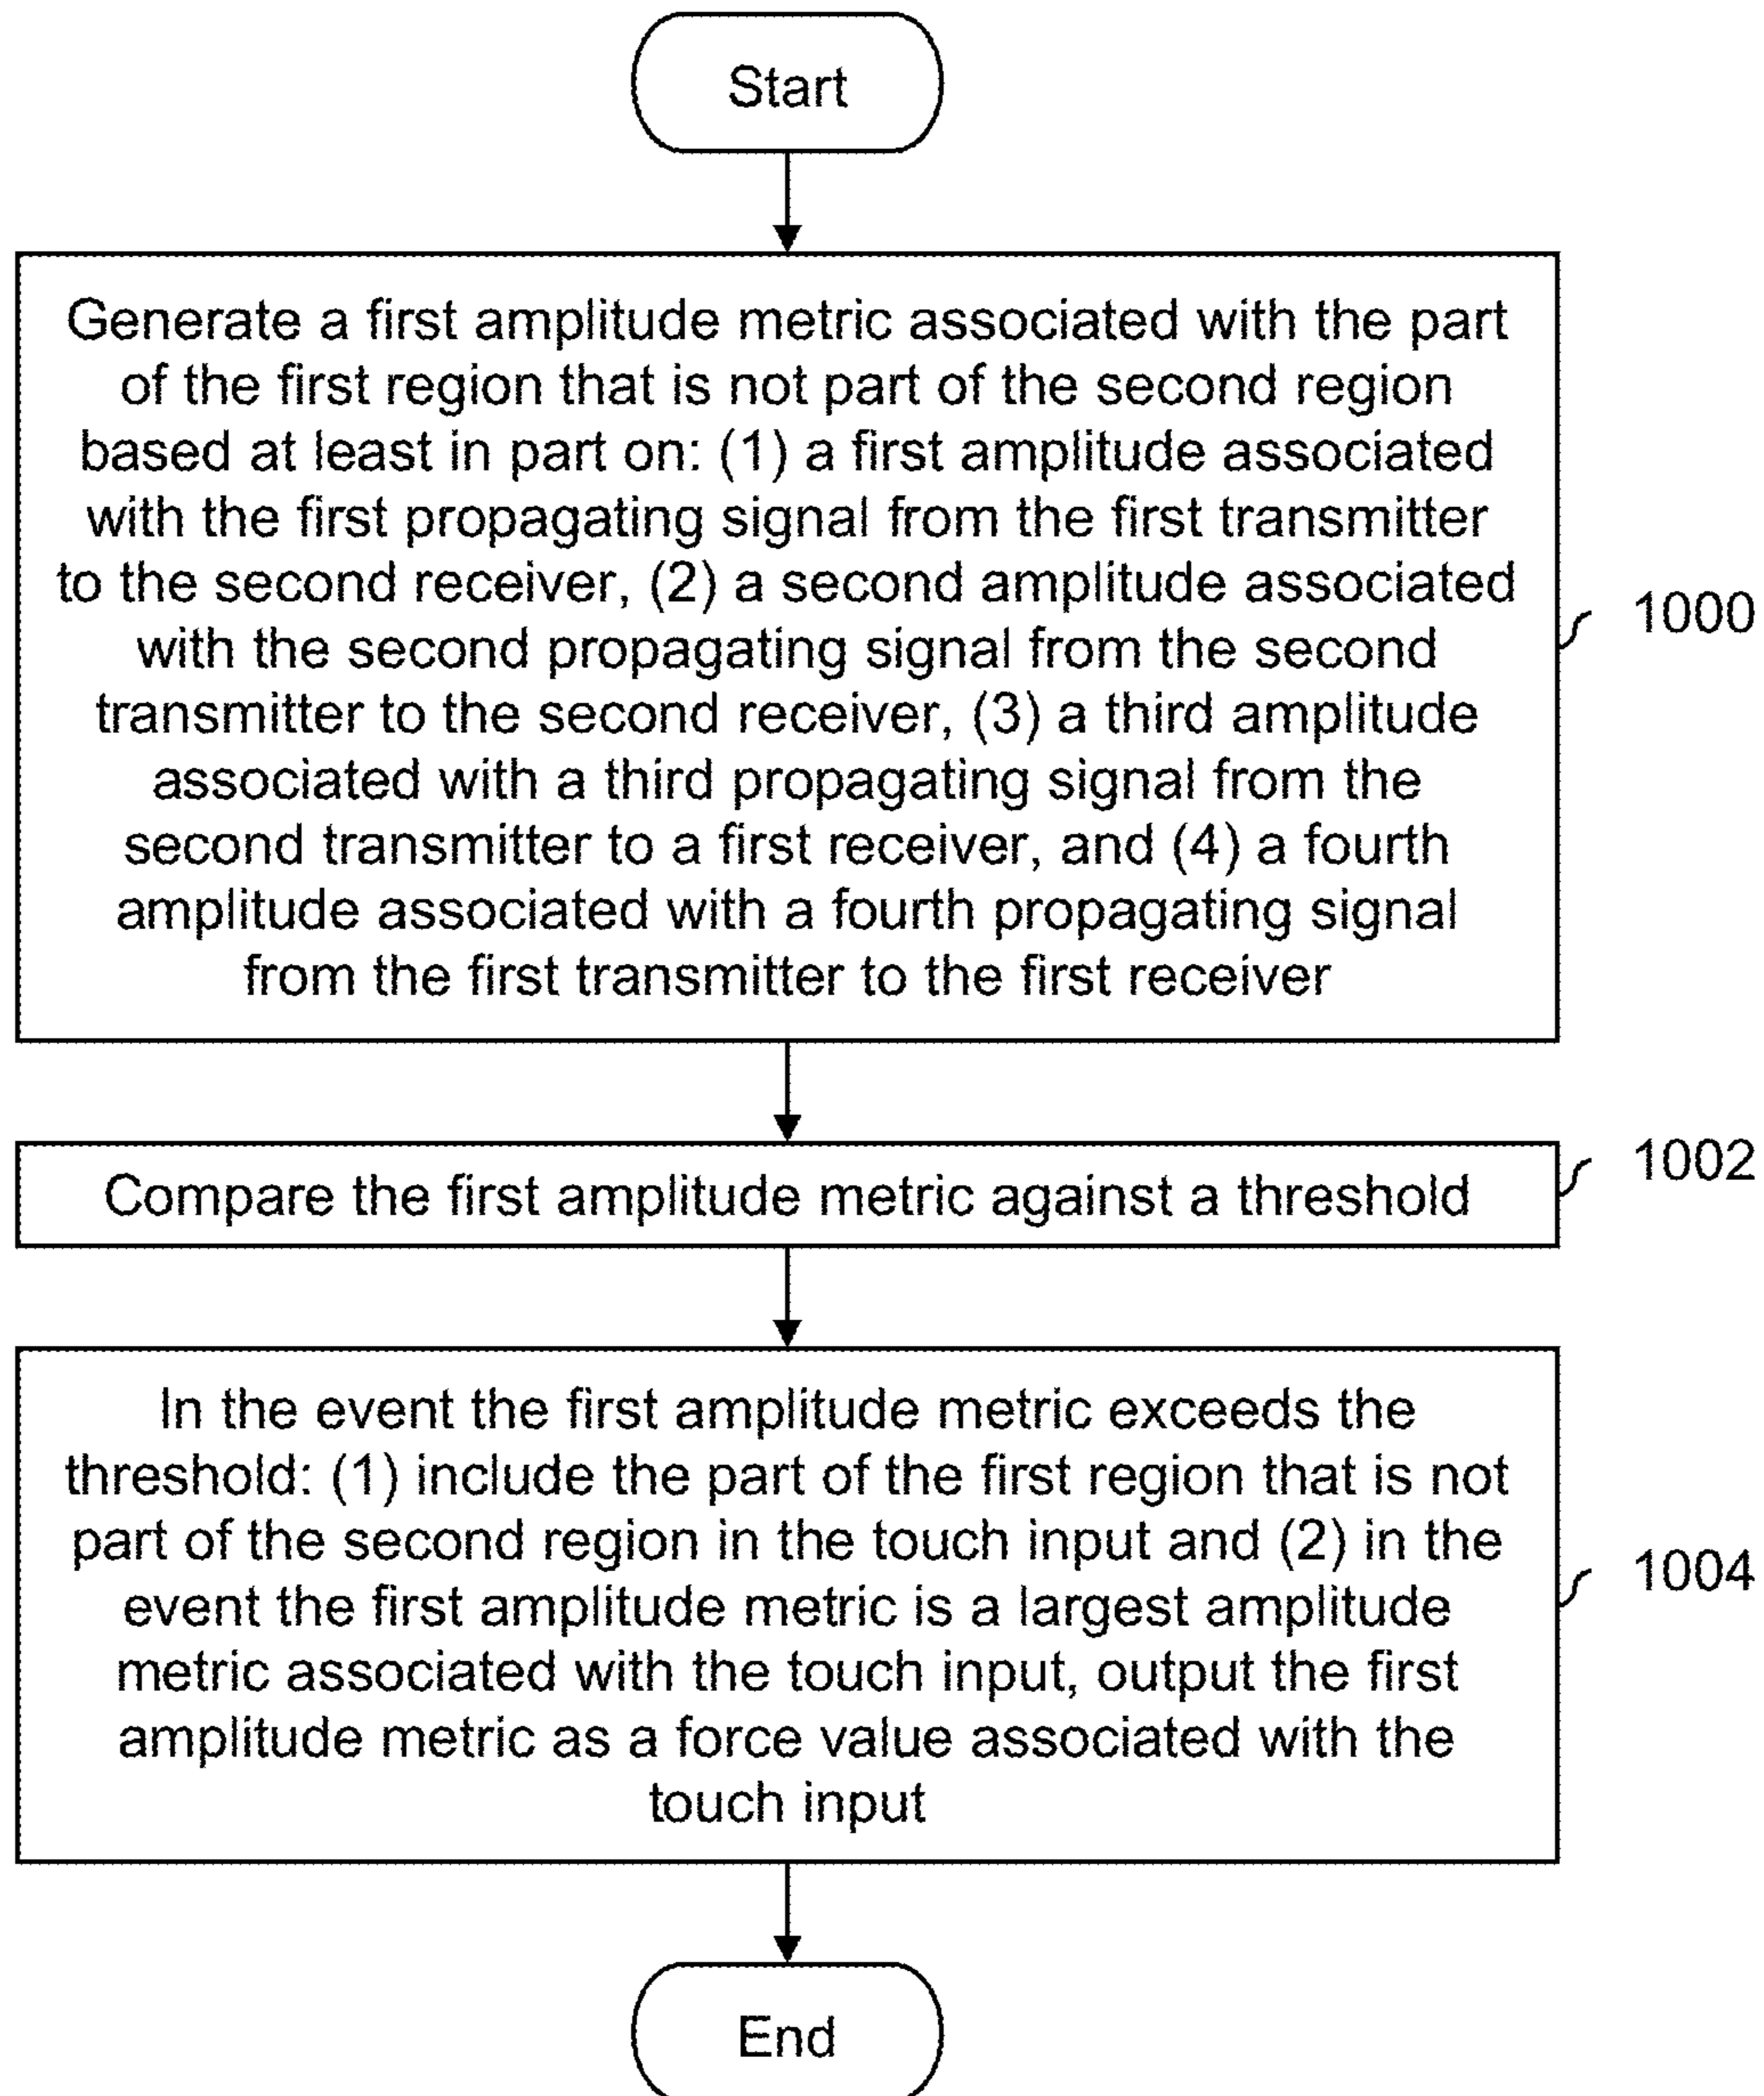 Start
Generate a first amplitude metric associated with the part
of the first region that is not part of the second region
based at least in part on: (1) a first amplitude associated
with the first propagating signal from the first transmitter
to the second receiver, (2) a second amplitude associated
with the second propagating signal from the second
transmitter to the second receiver, (3) a third amplitude
associated with a third propagating signal from the
second transmitter to a first receiver, and (4) a fourth
amplitude associated with a fourth propagating signal
from the first transmitter to the first receiver
1000
Compare the first amplitude metric against a threshold
1002
In the event the first amplitude metric exceeds the
threshold: (1) include the part of the first region that is not
part of the second region in the touch input and (2) in the
event the first amplitude metric is a largest amplitude
metric associated with the touch input, output the first
amplitude metric as a force value associated with the
touch input
1004
End